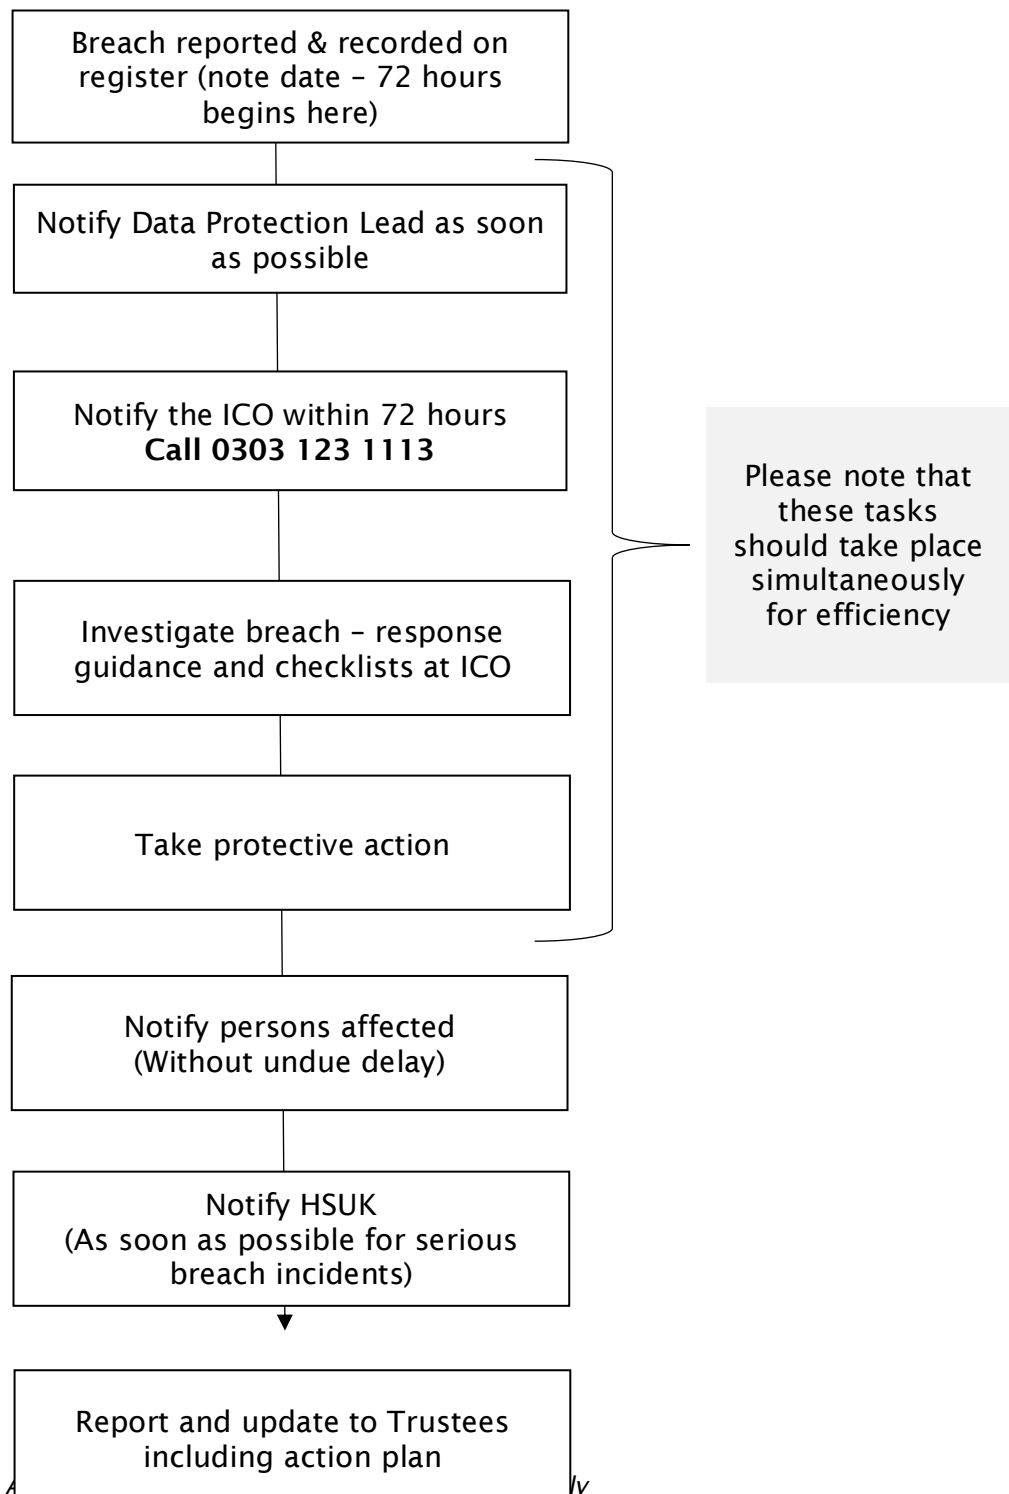 Breach reported & recorded on
register (note date – 72 hours
begins here)
Notify Data Protection Lead as soon
as possible
Notify the ICO within 72 hours
Call 0303 123 1113
Please note that
these tasks
should take place
simultaneously
for efficiency
Investigate breach – response
guidance and checklists at ICO
Take protective action
Notify persons affected
(Without undue delay)
Notify HSUK
(As soon as possible for serious
breach incidents)
Report and update to Trustees
including action plan